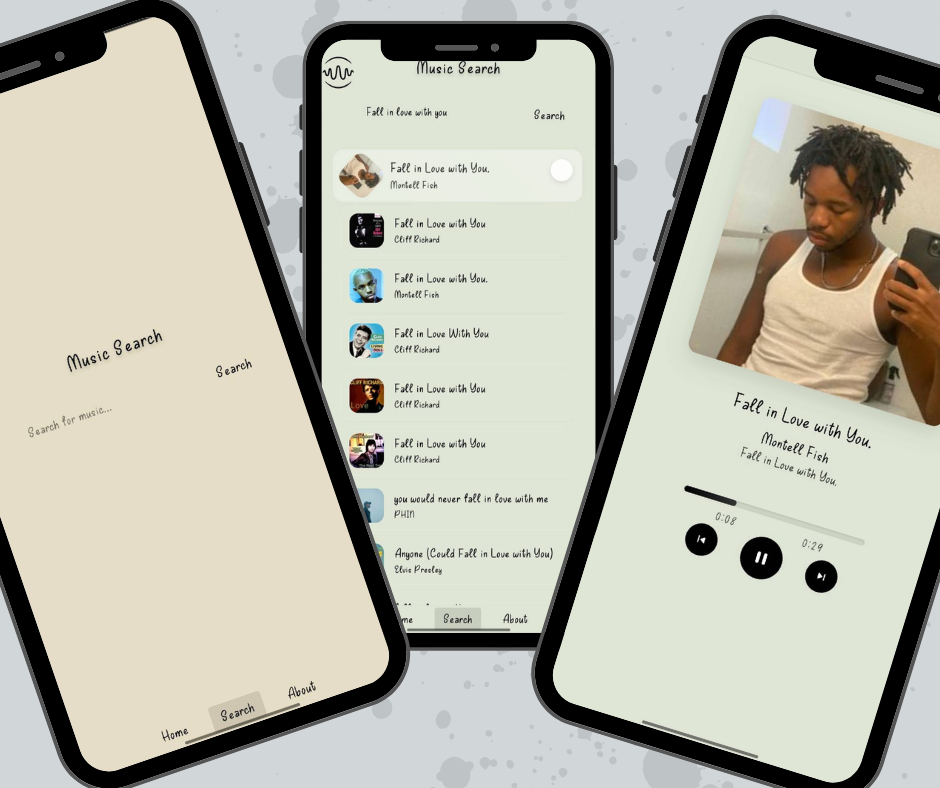 Music Search
Search
Search for music...
Home
Search
About
Music Search
Fall in love with you
Search
Fall in Love with You.
Montell Fish
Fall in Love with You
Cliff Richard
Fall in Love with You.
Montell Fish
Fall in Love With You
Cliff Richard
Fall in Love with You
Cliff Richard
Fall in Love with You
Cliff Richard
you would never fall in love with me
PHIN
Anyone (Could Fall in Love with You)
Elvis Presley
me
Search
About
Fall in Love with You.
Montell Fish
Fall in Love with You.
0:08
0:29